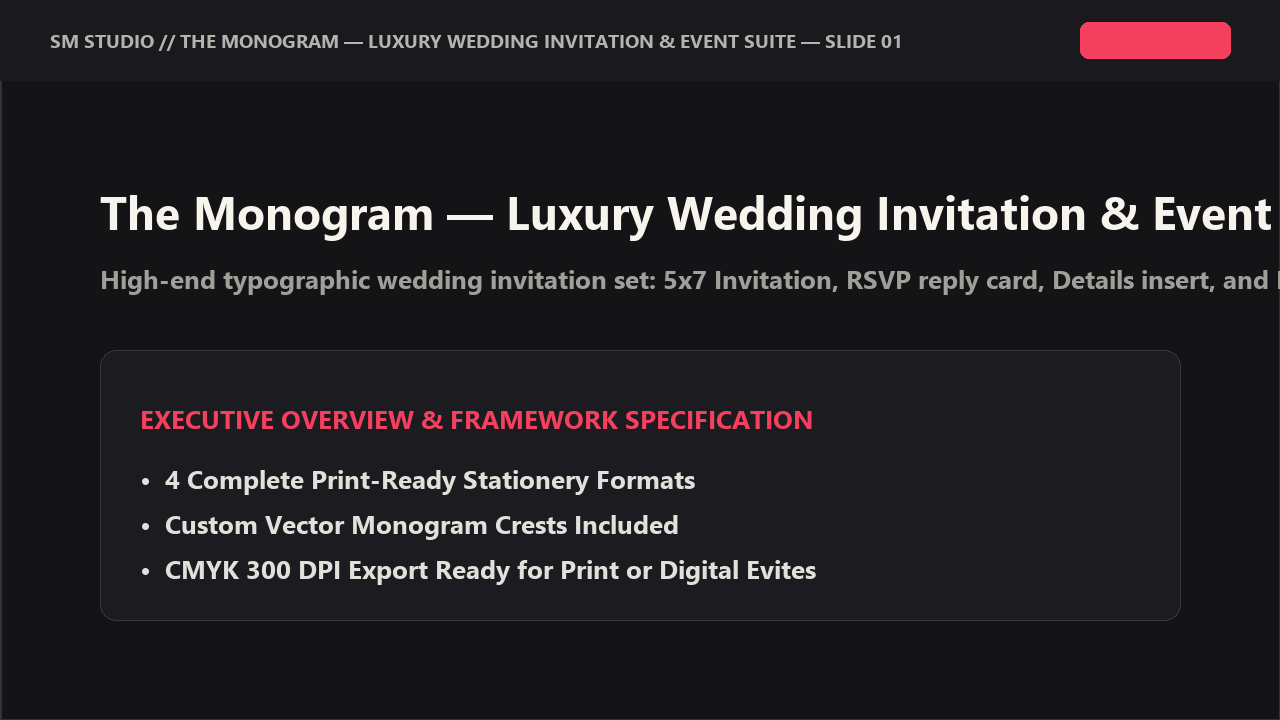 SM STUDIO // THE MONOGRAM — LUXURY WEDDING INVITATION & EVENT SUITE — SLIDE 01
The Monogram — Luxury Wedding Invitation & Event
High-end typographic wedding invitation set: 5x7 Invitation, RSVP reply card, Details insert, and
EXECUTIVE OVERVIEW & FRAMEWORK SPECIFICATION
• 4 Complete Print-Ready Stationery Formats
• Custom Vector Monogram Crests Included
• CMYK 300 DPI Export Ready for Print or Digital Evites